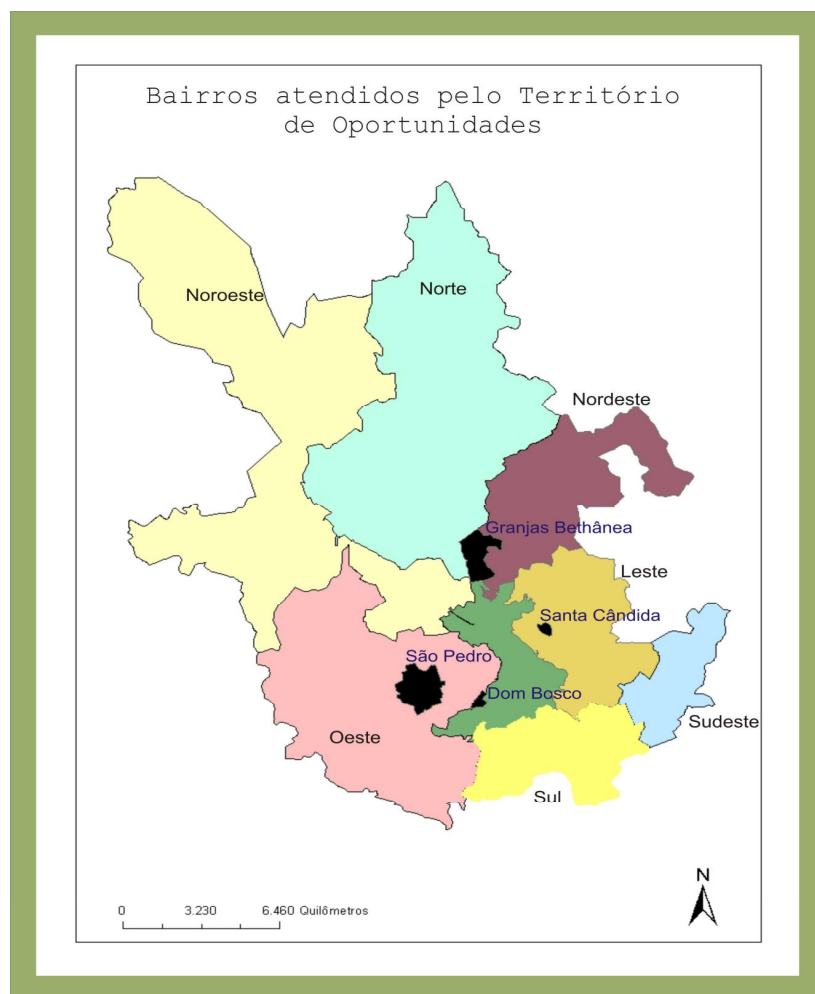 Bairros atendidos pelo Território
de Oportunidades
Norte
Noroeste
Nordeste
Granjas Bethânea
Leste
Santa Cândida
São Pedro
Dom Bosco
Sudeste
Oeste
Sul
N
0 3.230 6.460 Quilômetros